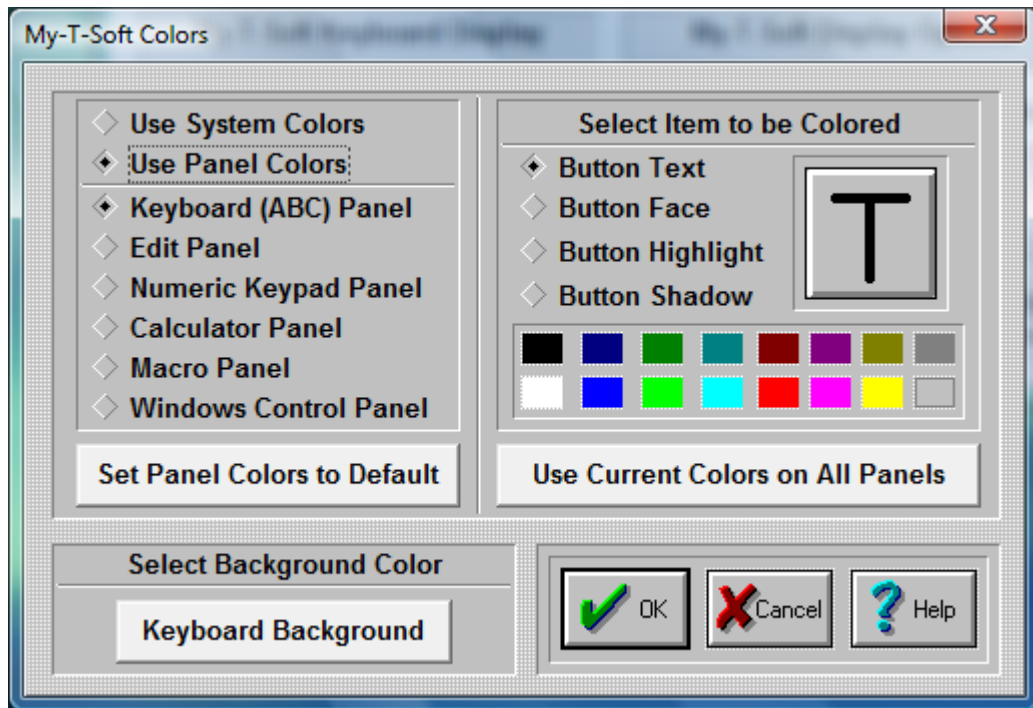 My-T-Soft Colors
Use System Colors
Use Panel Colors
Keyboard (ABC) Panel
Edit Panel
Numeric Keypad Panel
Calculator Panel
Macro Panel
Windows Control Panel
Set Panel Colors to Default
Select Item to be Colored
Button Text
Button Face
Button Highlight
Button Shadow
T
Use Current Colors on All Panels
Select Background Color
Keyboard Background
OK
Cancel
Help